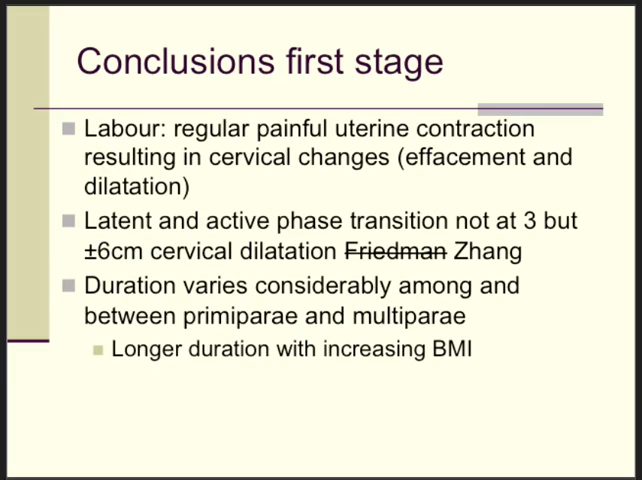 Conclusions first stage
Labour: regular painful uterine contraction
resulting in cervical changes (effacement and
dilatation)
Latent and active phase transition not at 3 but
±6cm cervical dilatation Friedman Zhang
Duration varies considerably among and
between primiparae and multiparae
Longer duration with increasing BMI